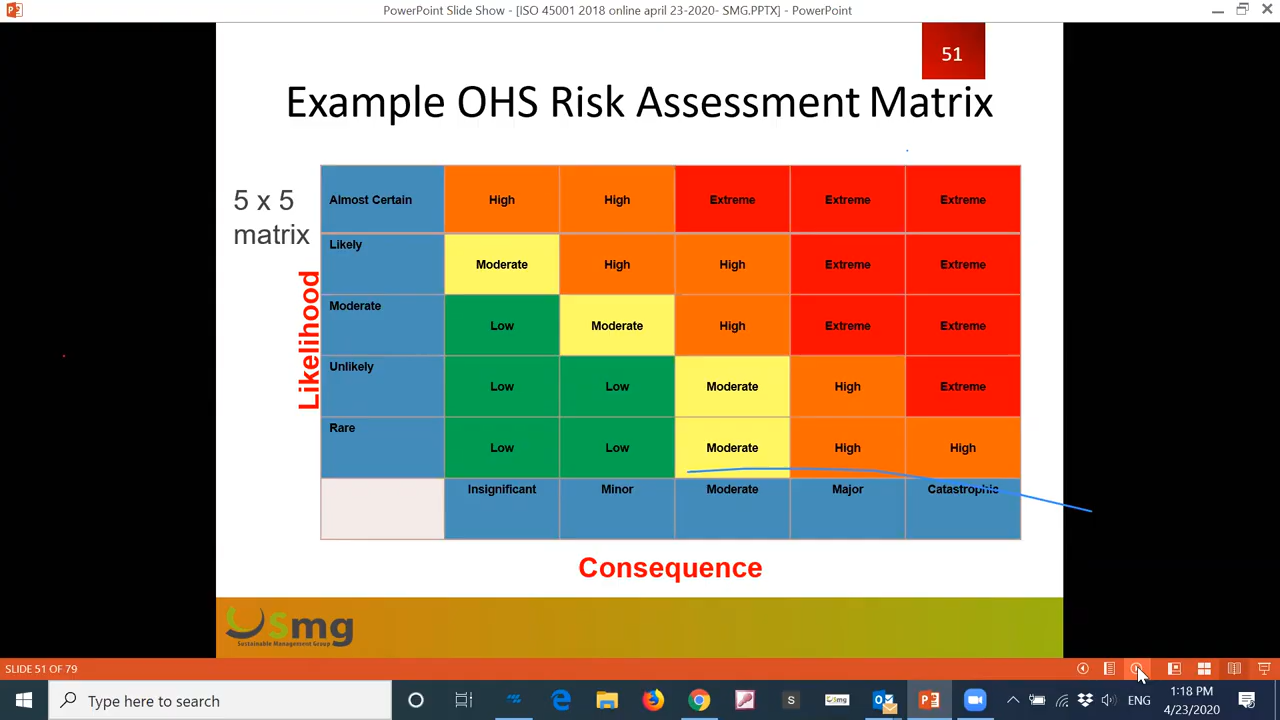 PowerPoint Slide Show - [ISO 45001 2018 online april 23-2020- SMG.PPTX] - PowerPoint
51
Example OHS Risk Assessment Matrix
5 x 5
matrix
Likelihood
Almost Certain High High Extreme Extreme Extreme
Likely Moderate High High Extreme Extreme
Moderate Low Moderate High Extreme Extreme
Unlikely Low Low Moderate High Extreme
Rare Low Low Moderate High High
Insignificant Minor Moderate Major Catastrophic
Consequence
Smg
Sustainable Management Group
SLIDE 51 OF 79
Type here to search
S
Smg
ENG
1:18 PM
4/23/2020